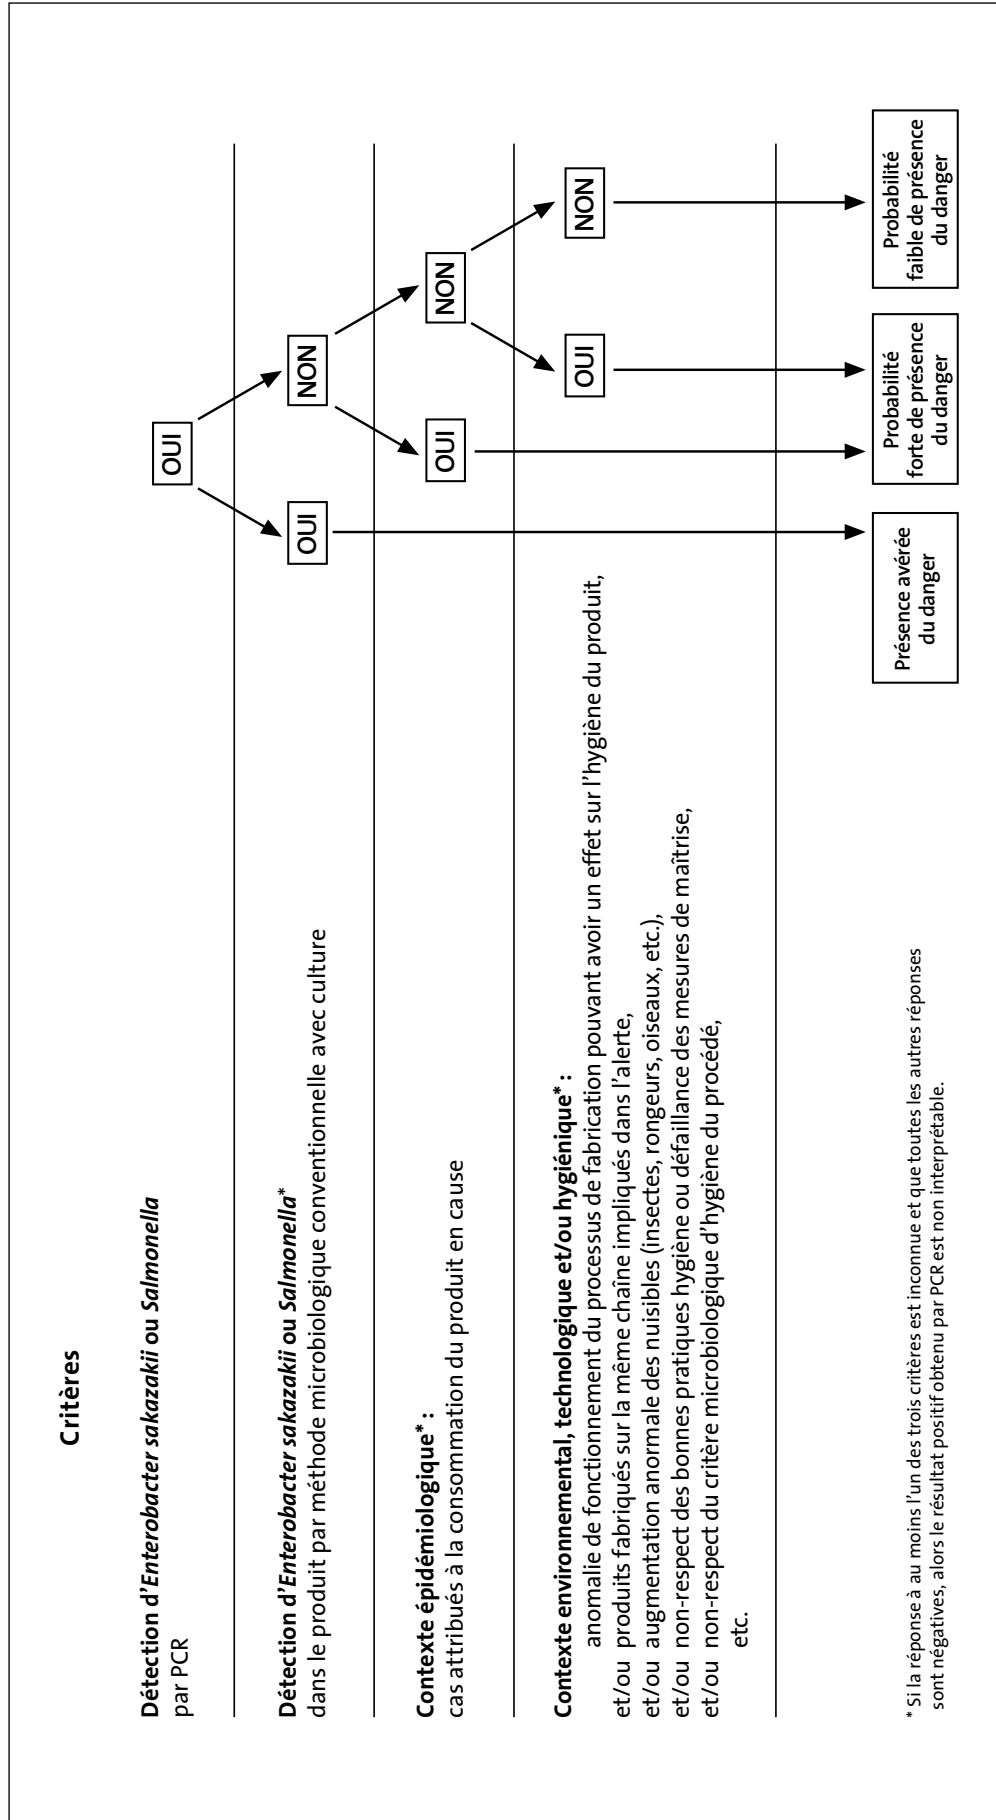 Critères
Détection d'Enterobacter sakazakii ou Salmonella
par PCR
OUI
Détection d'Enterobacter sakazakii ou Salmonella*
dans le produit par méthode microbiologique conventionnelle avec culture
OUI
NON
Contexte épidémiologique* :
cas attribués à la consommation du produit en cause
OUI
NON
Contexte environnemental, technologique et/ou hygiénique* :
anomalie de fonctionnement du processus de fabrication pouvant avoir un effet sur l'hygiène du produit,
et/ou produits fabriqués sur la même chaîne impliqués dans l'alerte,
et/ou augmentation anormale des nuisibles (insectes, rongeurs, oiseaux, etc.),
et/ou non-respect des bonnes pratiques hygiène ou défaillance des mesures de maîtrise,
et/ou non-respect du critère microbiologique d'hygiène du procédé,
etc.
OUI
NON
Présence avérée
du danger
Probabilité
forte de présence
du danger
Probabilité
faible de présence
du danger
* Si la réponse à au moins l'un des trois critères est inconnue et que toutes les autres réponses
sont négatives, alors le résultat positif obtenu par PCR est non interprétable.